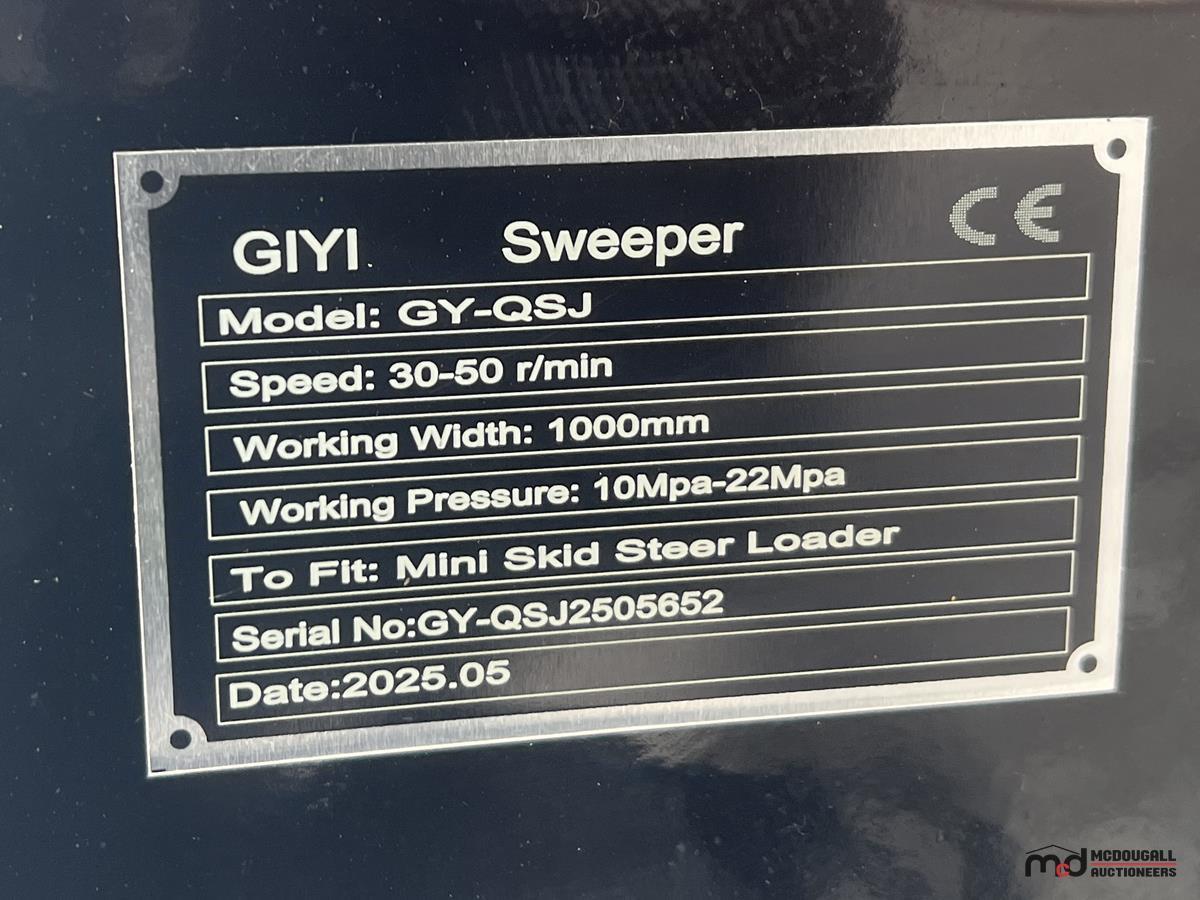 GIYI Sweeper CE
Model: GY-QSJ
Speed: 30-50 r/min
Working Width: 1000mm
Working Pressure: 10Mpa-22Mpa
To Fit: Mini Skid Steer Loader
Serial No:GY-QSJ2505652
Date:2025.05
mcd MCDOUGALL
AUCTIONEERS